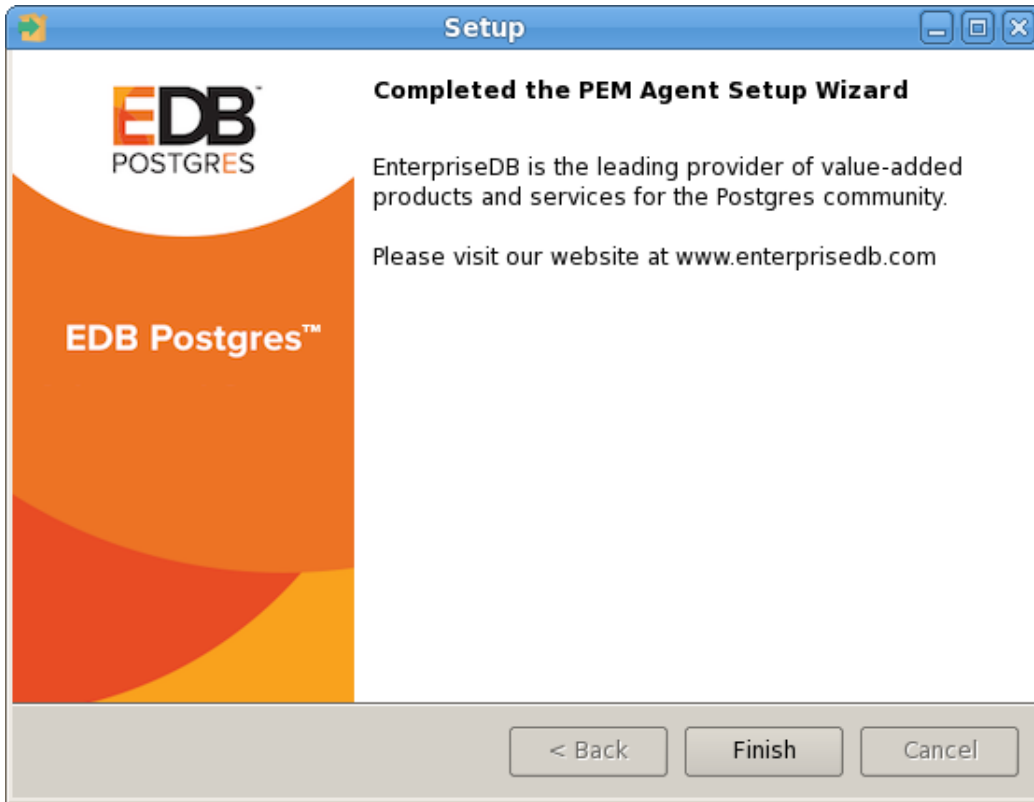 Setup
EDB™
POSTGRES
EDB Postgres™
Completed the PEM Agent Setup Wizard
EnterpriseDB is the leading provider of value-added
products and services for the Postgres community.
Please visit our website at www.enterprisedb.com
< Back
Finish
Cancel